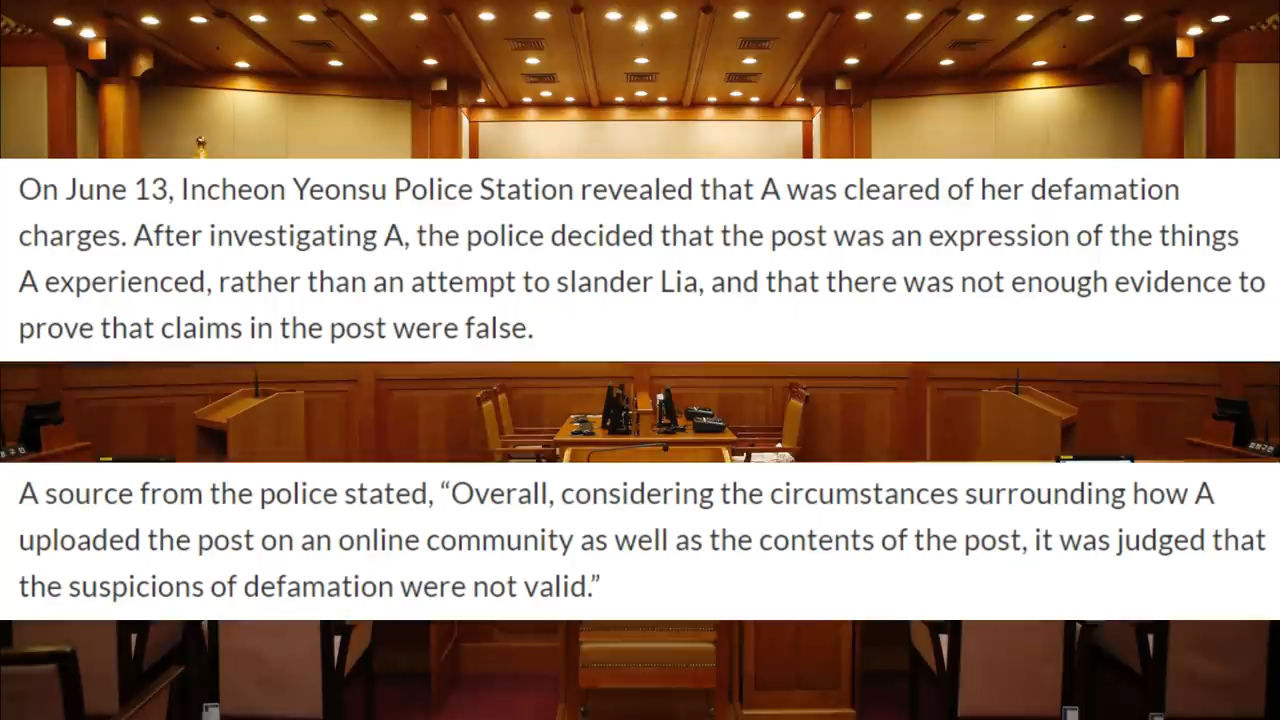 On June 13, Incheon Yeonsu Police Station revealed that A was cleared of her defamation
charges. After investigating A, the police decided that the post was an expression of the things
A experienced, rather than an attempt to slander Lia, and that there was not enough evidence to
prove that claims in the post were false.
A source from the police stated, “Overall, considering the circumstances surrounding how A
uploaded the post on an online community as well as the contents of the post, it was judged that
the suspicions of defamation were not valid.”